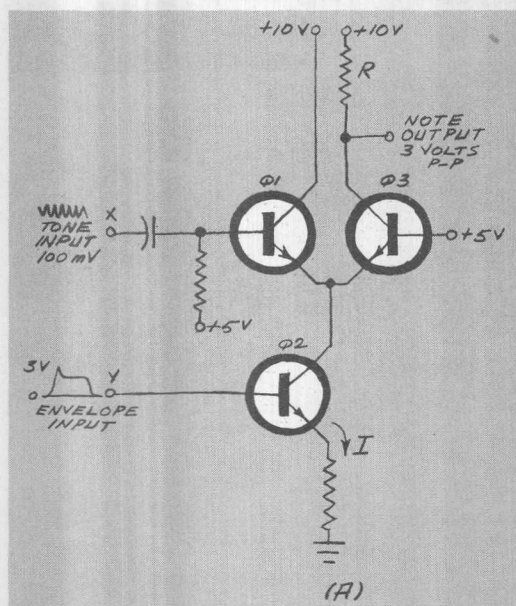 +10V
+10V
R
NOTE
OUTPUT
3 VOLTS
P-P
Q1
Q3
X
TONE
INPUT
100 mV
+5V
+5V
Q2
3V
Y
ENVELOPE
INPUT
I
(A)